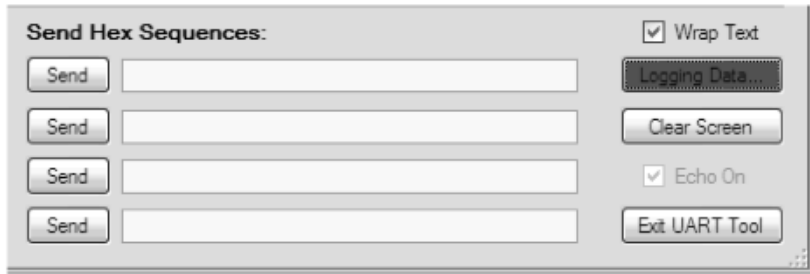 Send Hex Sequences:
Wrap Text
Send
Logging Data...
Send
Clear Screen
Send
Echo On
Send
Exit UART Tool